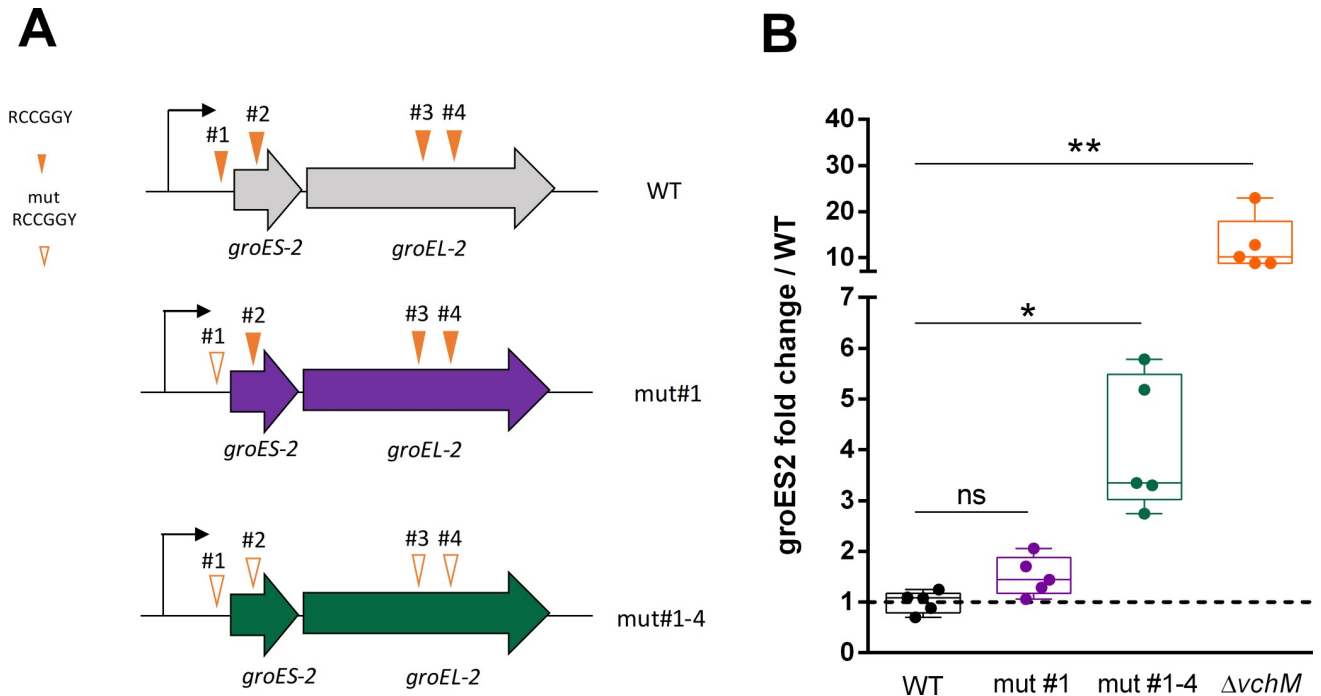 A
RCCGGY
mut
RCCGGY
#1
#2
#3
#4
WT
groES-2
groEL-2
#1
#2
#3
#4
mut#1
groES-2
groEL-2
#1
#2
#3
#4
mut#1-4
groES-2
groEL-2
B
groES2 fold change / WT
40
30
20
10
7
6
5
4
3
2
1
0
**
*
ns
WT
mut #1
mut #1-4
ΔvchM